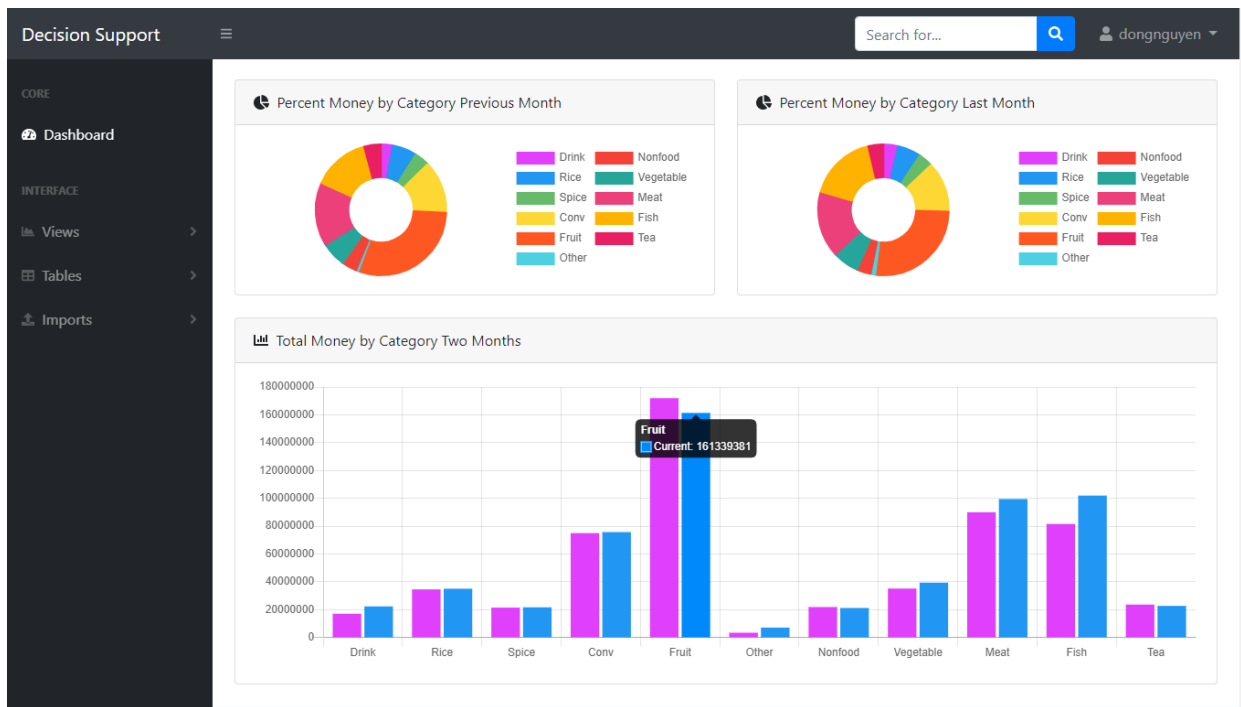 Decision Support
Search for...
dongnguyen
CORE
Dashboard
INTERFACE
Views
Tables
Imports
Percent Money by Category Previous Month
Drink Nonfood
Rice Vegetable
Spice Meat
Conv Fish
Fruit Tea
Other
Percent Money by Category Last Month
Drink Nonfood
Rice Vegetable
Spice Meat
Conv Fish
Fruit Tea
Other
Total Money by Category Two Months
180000000
160000000
140000000
120000000
100000000
80000000
60000000
40000000
20000000
0
Fruit
Current: 161339381
Drink Rice Spice Conv Fruit Other Nonfood Vegetable Meat Fish Tea